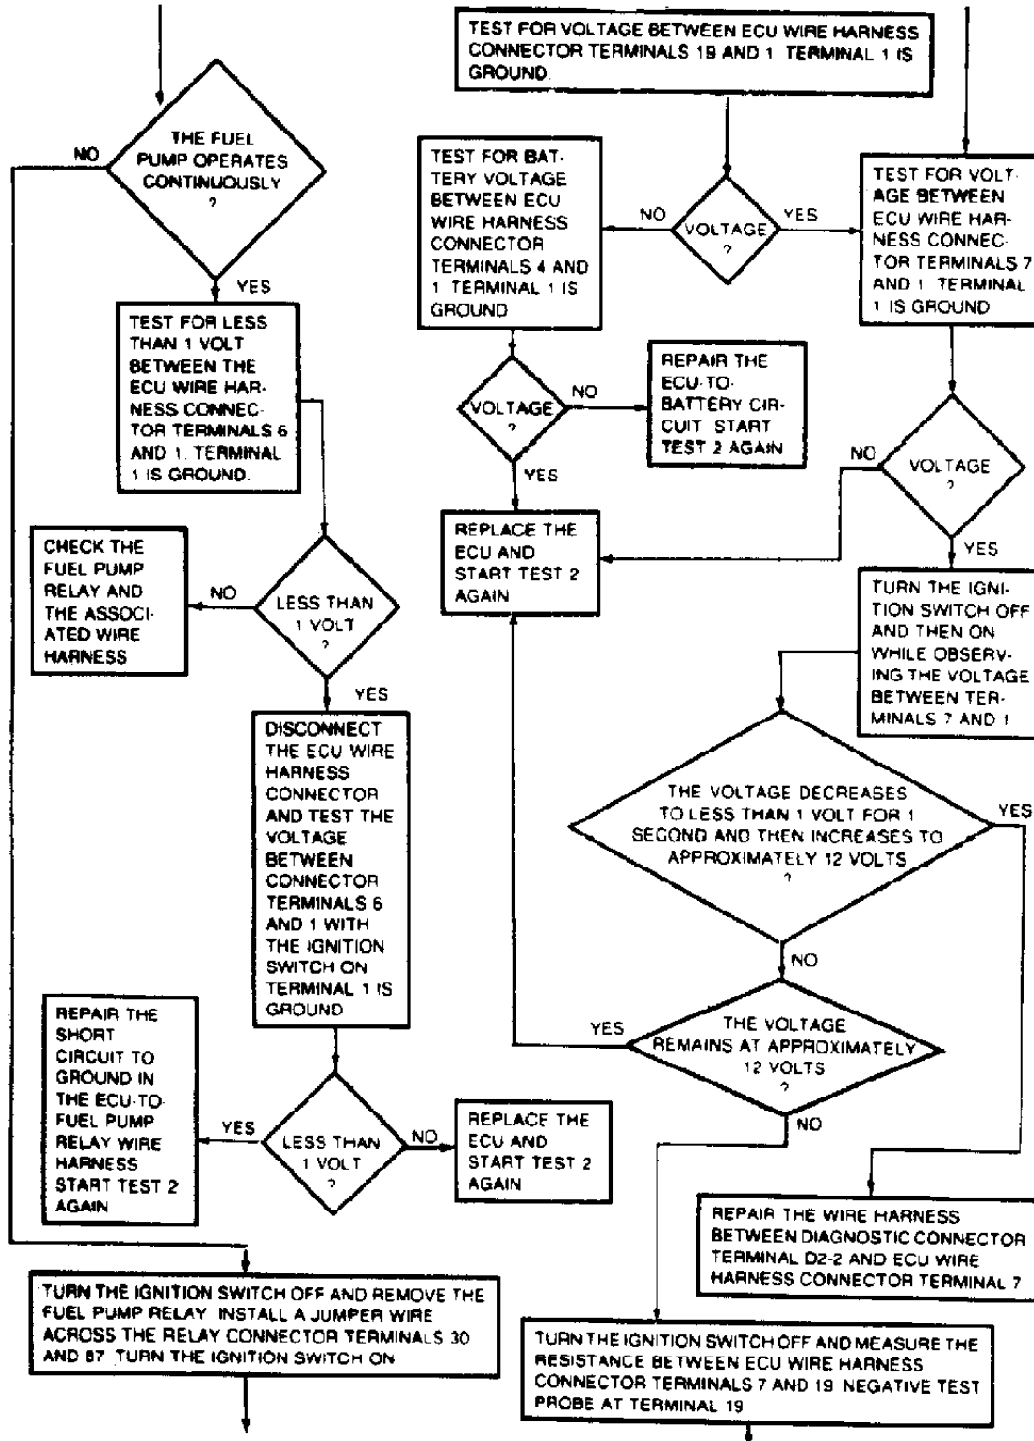 THE FUEL
PUMP OPERATES
CONTINUOUSLY
?
NO
YES
TEST FOR LESS
THAN 1 VOLT
BETWEEN THE
ECU WIRE HAR-
NESS CONNEC-
TOR TERMINALS 6
AND 1. TERMINAL
1 IS GROUND.
LESS THAN
1 VOLT
?
NO
CHECK THE
FUEL PUMP
RELAY AND
THE ASSOCI-
ATED WIRE
HARNESS
YES
DISCONNECT
THE ECU WIRE
HARNESS
CONNECTOR
AND TEST THE
VOLTAGE
BETWEEN
CONNECTOR
TERMINALS 6
AND 1 WITH
THE IGNITION
SWITCH ON
TERMINAL 1 IS
GROUND
LESS THAN
1 VOLT
?
YES
REPAIR THE
SHORT
CIRCUIT TO
GROUND IN
THE ECU-TO-
FUEL PUMP
RELAY WIRE
HARNESS
START TEST 2
AGAIN
NO
REPLACE THE
ECU AND
START TEST 2
AGAIN
TURN THE IGNITION SWITCH OFF AND REMOVE THE
FUEL PUMP RELAY INSTALL A JUMPER WIRE
ACROSS THE RELAY CONNECTOR TERMINALS 30
AND 87 TURN THE IGNITION SWITCH ON
TEST FOR VOLTAGE BETWEEN ECU WIRE HARNESS
CONNECTOR TERMINALS 19 AND 1 TERMINAL 1 IS
GROUND.
VOLTAGE
?
NO
TEST FOR BAT-
TERY VOLTAGE
BETWEEN ECU
WIRE HARNESS
CONNECTOR
TERMINALS 4 AND
1 TERMINAL 1 IS
GROUND
VOLTAGE
?
NO
REPAIR THE
ECU-TO-
BATTERY CIR-
CUIT START
TEST 2 AGAIN
YES
REPLACE THE
ECU AND
START TEST 2
AGAIN
YES
TEST FOR VOLT-
AGE BETWEEN
ECU WIRE HAR-
NESS CONNEC-
TOR TERMINALS 7
AND 1 TERMINAL
1 IS GROUND
VOLTAGE
?
NO
YES
TURN THE IGNI-
TION SWITCH OFF
AND THEN ON
WHILE OBSERV-
ING THE VOLTAGE
BETWEEN TER-
MINALS 7 AND 1
THE VOLTAGE DECREASES
TO LESS THAN 1 VOLT FOR 1
SECOND AND THEN INCREASES TO
APPROXIMATELY 12 VOLTS
?
YES
NO
THE VOLTAGE
REMAINS AT APPROXIMATELY
12 VOLTS
?
YES
NO
REPAIR THE WIRE HARNESS
BETWEEN DIAGNOSTIC CONNECTOR
TERMINAL D2-2 AND ECU WIRE
HARNESS CONNECTOR TERMINAL 7
TURN THE IGNITION SWITCH OFF AND MEASURE THE
RESISTANCE BETWEEN ECU WIRE HARNESS
CONNECTOR TERMINALS 7 AND 19 NEGATIVE TEST
PROBE AT TERMINAL 19